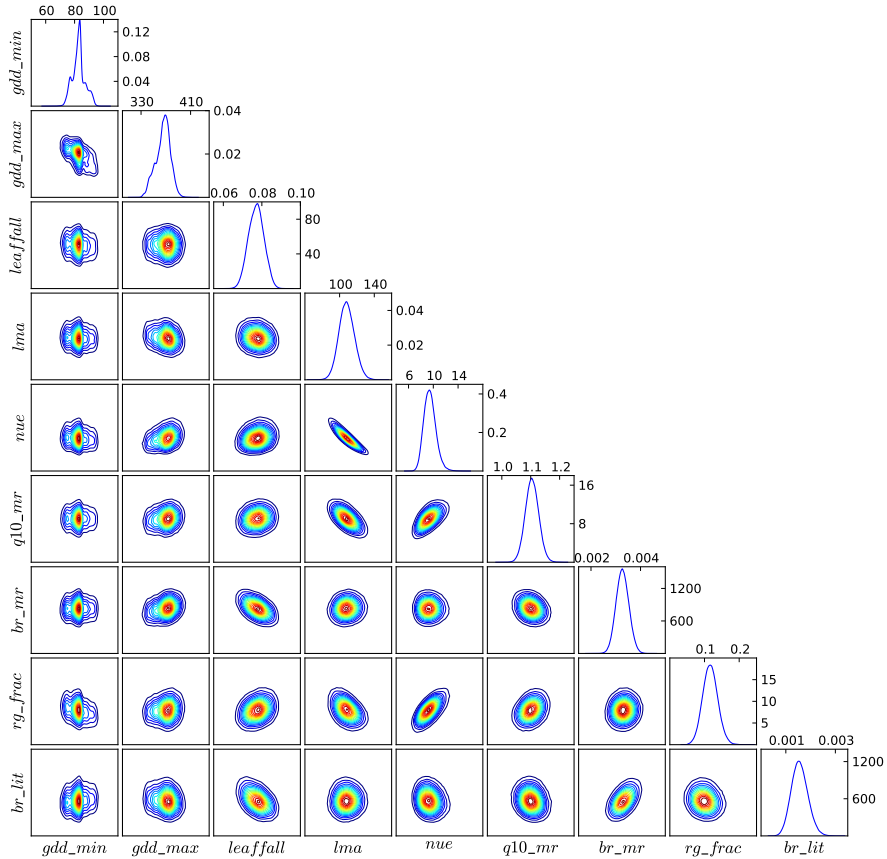 60 80 100
gdd_min
0.12
0.08
0.04
330 410
gdd_max
0.04
0.02
0.06 0.08 0.10
leaffall
80
40
100 140
lma
0.04
0.02
6 10 14
nue
0.4
0.2
1.0 1.1 1.2
q10_mr
16
8
0.002 0.004
br_mr
1200
600
0.1 0.2
rg_frac
15
10
5
0.001 0.003
br_lit
1200
600
gdd_min gdd_max leaffall lma nue q10_mr br_mr rg_frac br_lit